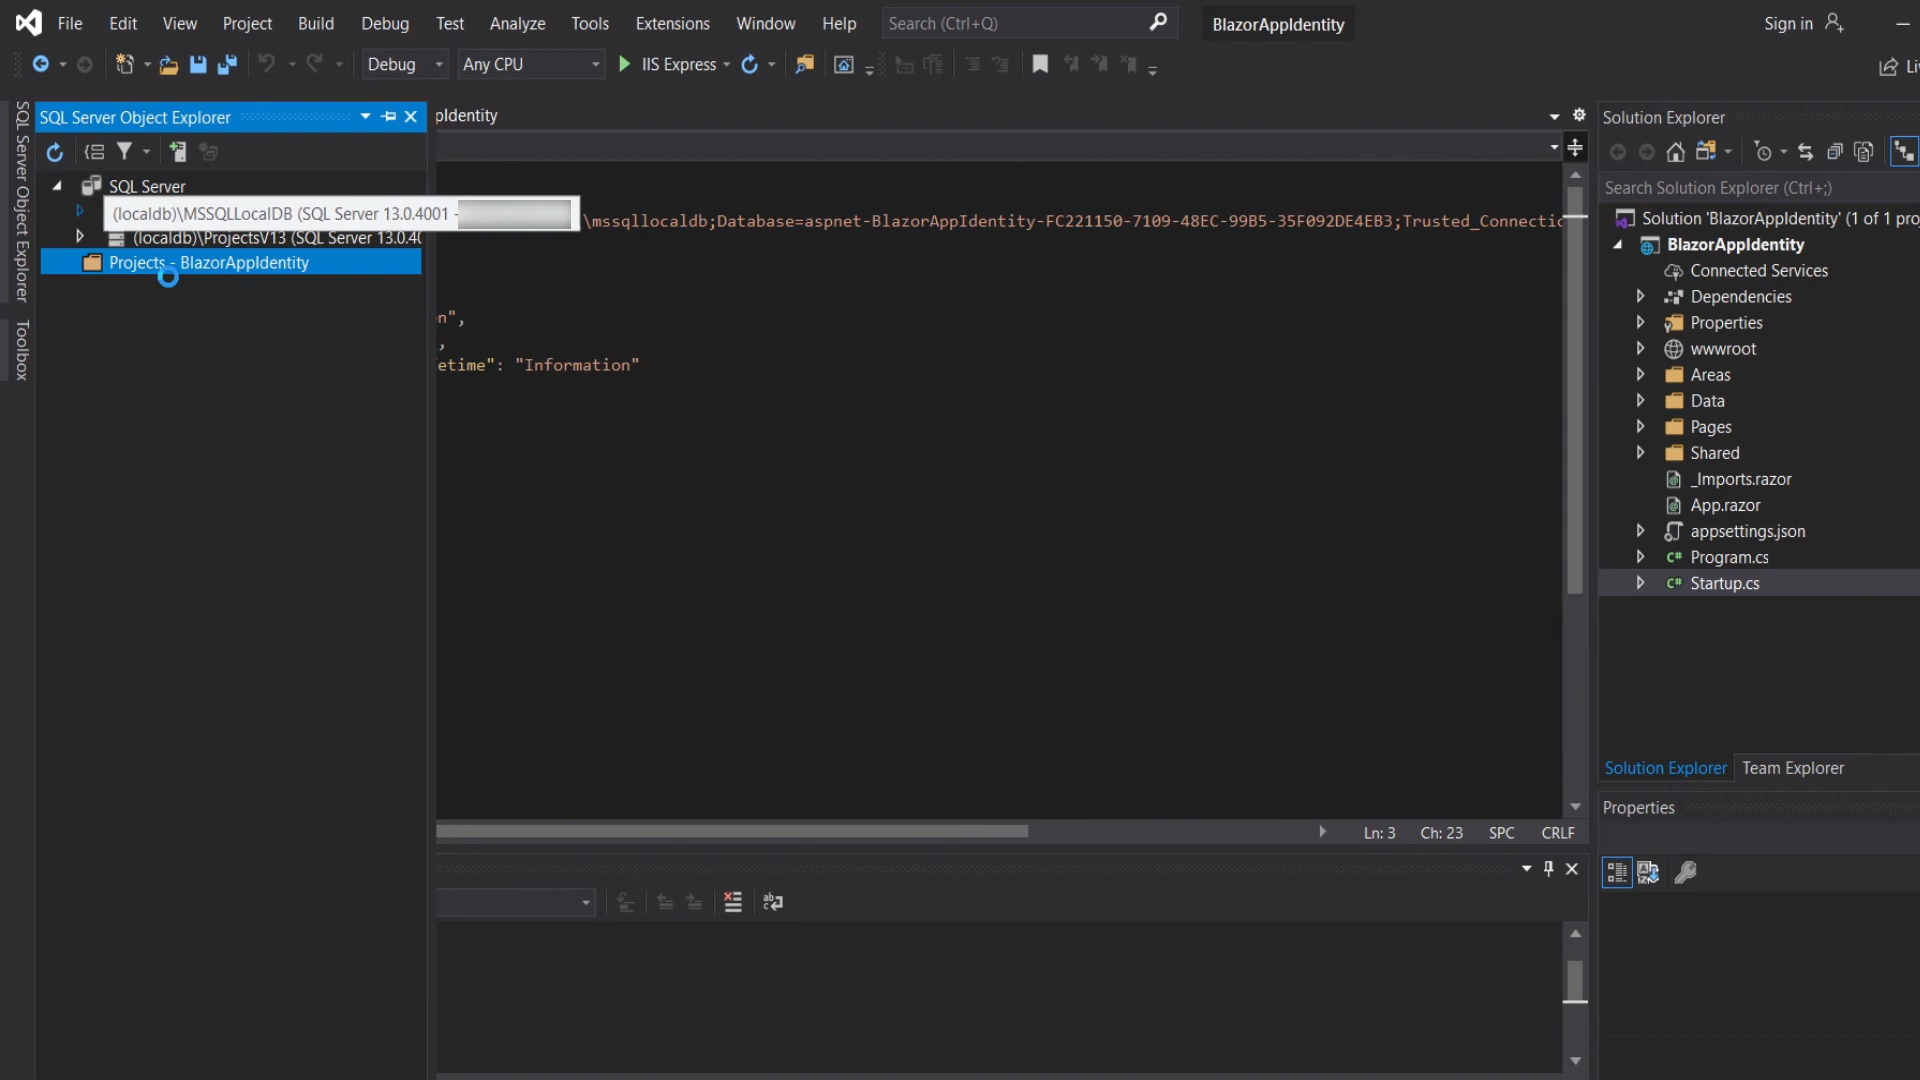 File Edit View Project Build Debug Test Analyze Tools Extensions Window Help Search (Ctrl+Q) BlazorAppIdentity Sign in
Debug Any CPU IIS Express
SQL Server Object Explorer
Toolbox
SQL Server Object Explorer
SQL Server
(localdb)\MSSQLLocalDB (SQL Server 13.0.4001 -
(localdb)\ProjectsV13 (SQL Server 13.0.40
Projects - BlazorAppIdentity
pIdentity
\mssqllocaldb;Database=aspnet-BlazorAppIdentity-FC221150-7109-48EC-99B5-35F092DE4EB3;Trusted_Connectio
n",
,
etime": "Information"
Ln: 3 Ch: 23 SPC CRLF
Solution Explorer
Search Solution Explorer (Ctrl+;)
Solution 'BlazorAppIdentity' (1 of 1 pro
BlazorAppIdentity
Connected Services
Dependencies
Properties
wwwroot
Areas
Data
Pages
Shared
_Imports.razor
App.razor
appsettings.json
C# Program.cs
C# Startup.cs
Solution Explorer Team Explorer
Properties